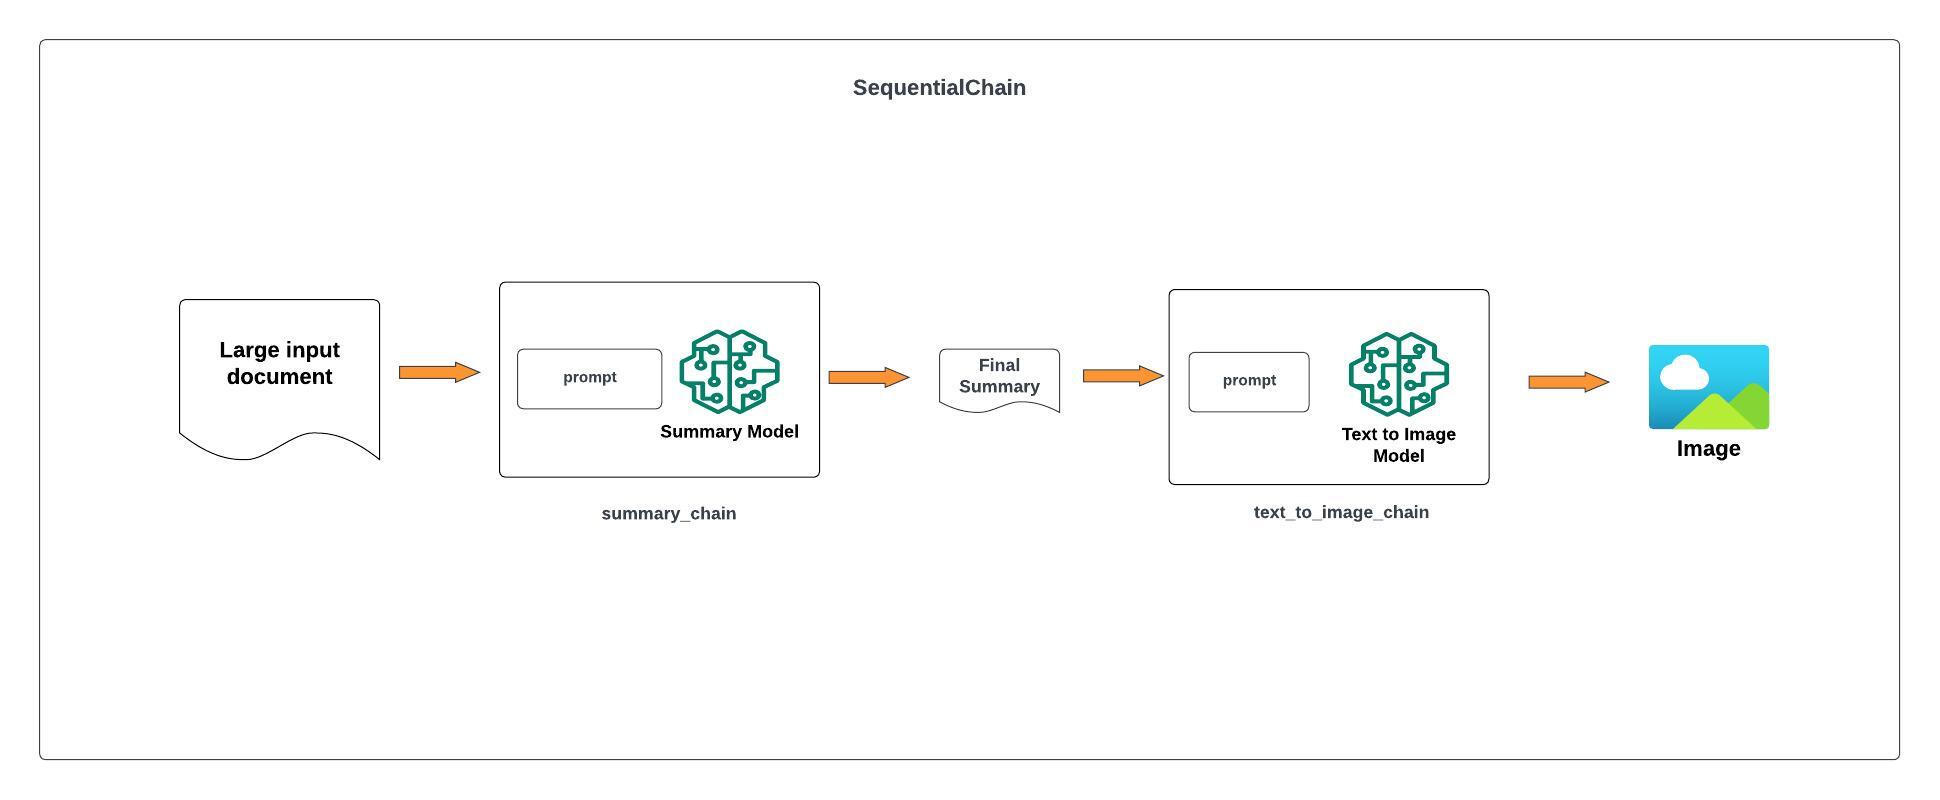 SequentialChain
Large input
document
prompt
Summary Model
summary_chain
Final
Summary
prompt
Text to Image
Model
text_to_image_chain
Image